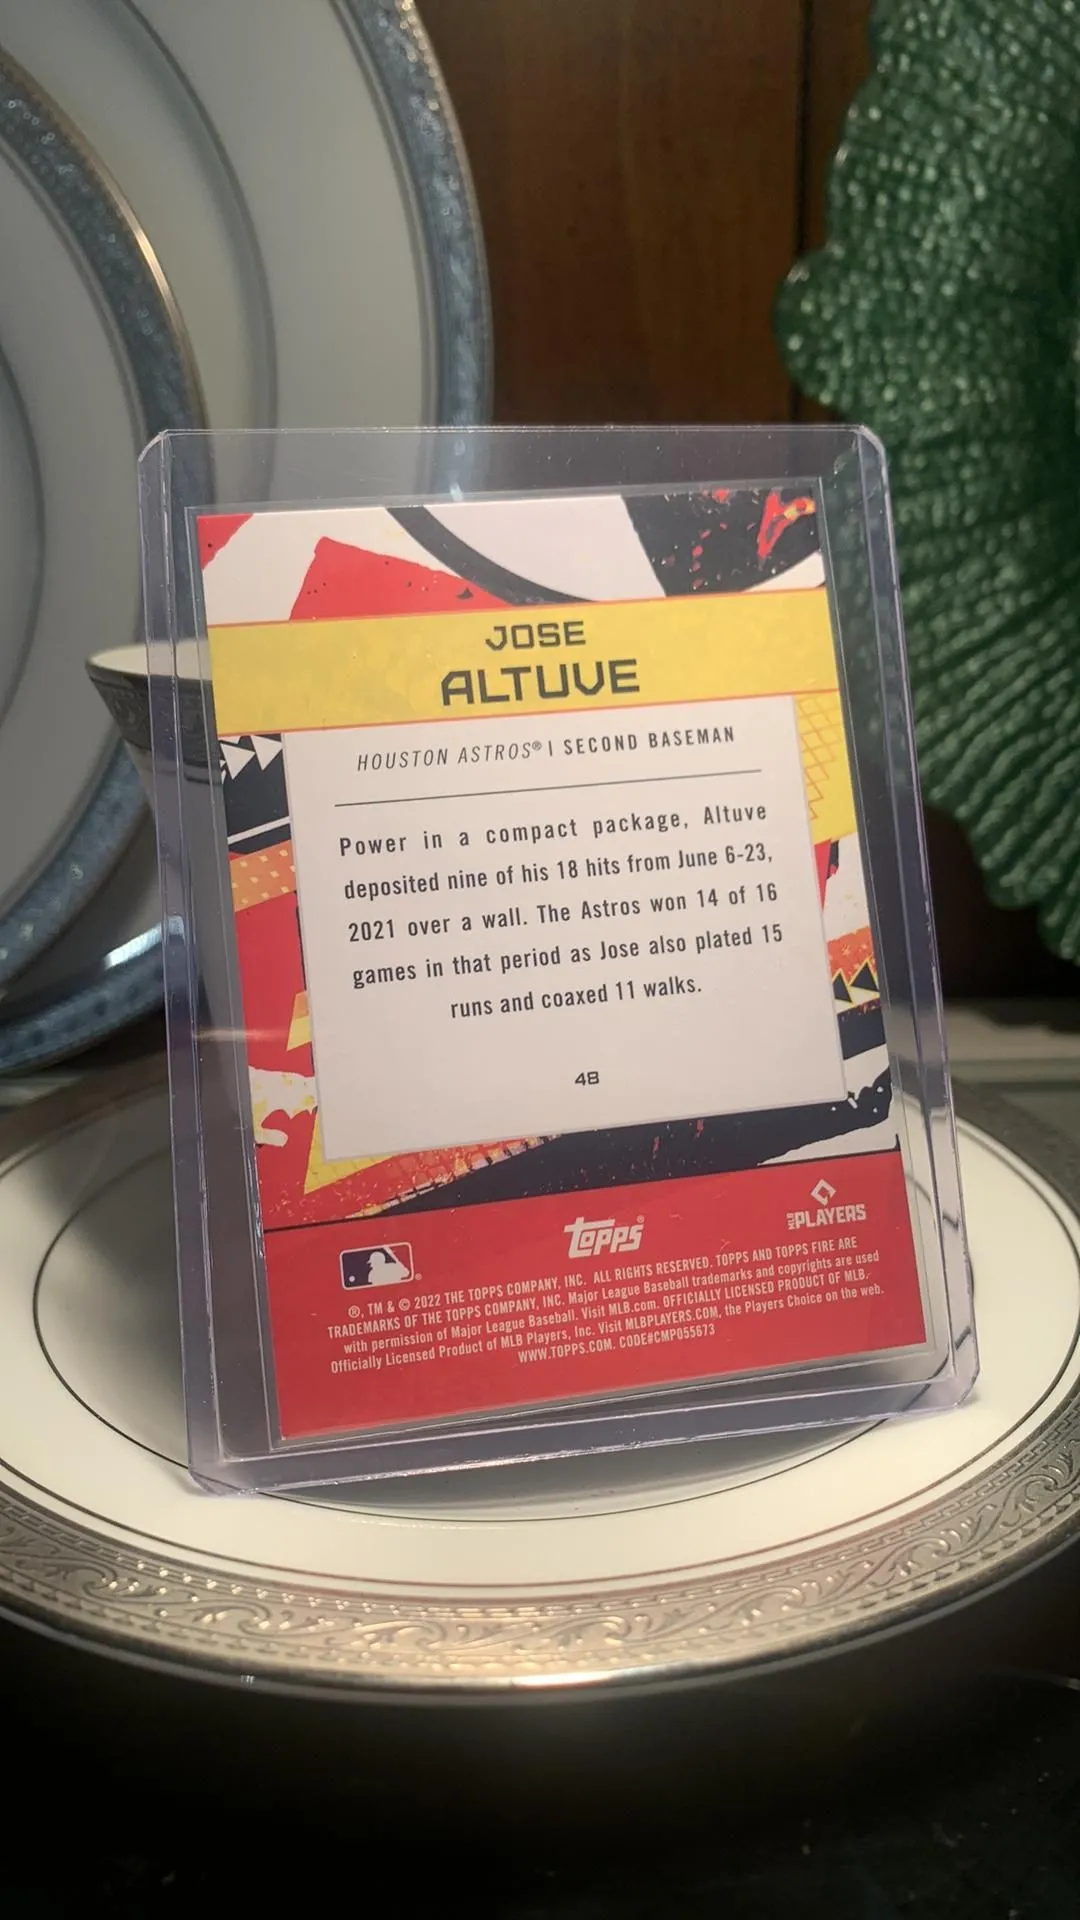 JOSE
ALTUVE
HOUSTON ASTROS® | SECOND BASEMAN
Power in a compact package, Altuve
deposited nine of his 18 hits from June 6-23,
2021 over a wall. The Astros won 14 of 16
games in that period as Jose also plated 15
runs and coaxed 11 walks.
48
TOPPS®
MLB PLAYERS
®, TM & © 2022 THE TOPPS COMPANY, INC. ALL RIGHTS RESERVED. TOPPS AND TOPPS FIRE ARE
TRADEMARKS OF THE TOPPS COMPANY, INC. Major League Baseball trademarks and copyrights are used
with permission of Major League Baseball. Visit MLB.com. OFFICIALLY LICENSED PRODUCT OF MLB.
Officially Licensed Product of MLB Players, Inc. Visit MLBPLAYERS.COM, the Players Choice on the web.
WWW.TOPPS.COM. CODE#CMP055673